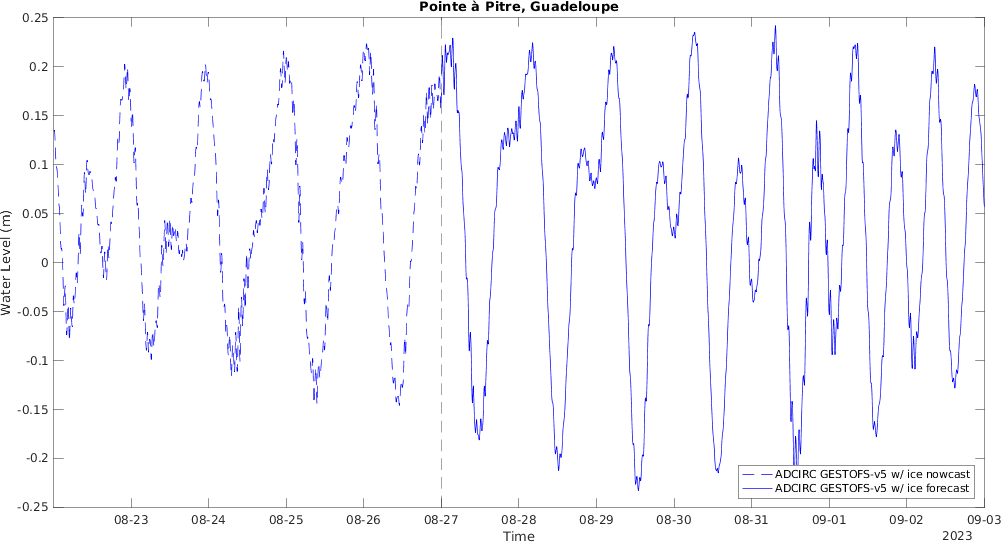 Pointe à Pitre, Guadeloupe
0.25
0.2
0.15
0.1
0.05
0
-0.05
-0.1
-0.15
-0.2
-0.25
Water Level (m)
ADCIRC GESTOFS-v5 w/ ice nowcast
ADCIRC GESTOFS-v5 w/ ice forecast
08-23 08-24 08-25 08-26 08-27 08-28 08-29 08-30 08-31 09-01 09-02 09-03
Time
2023